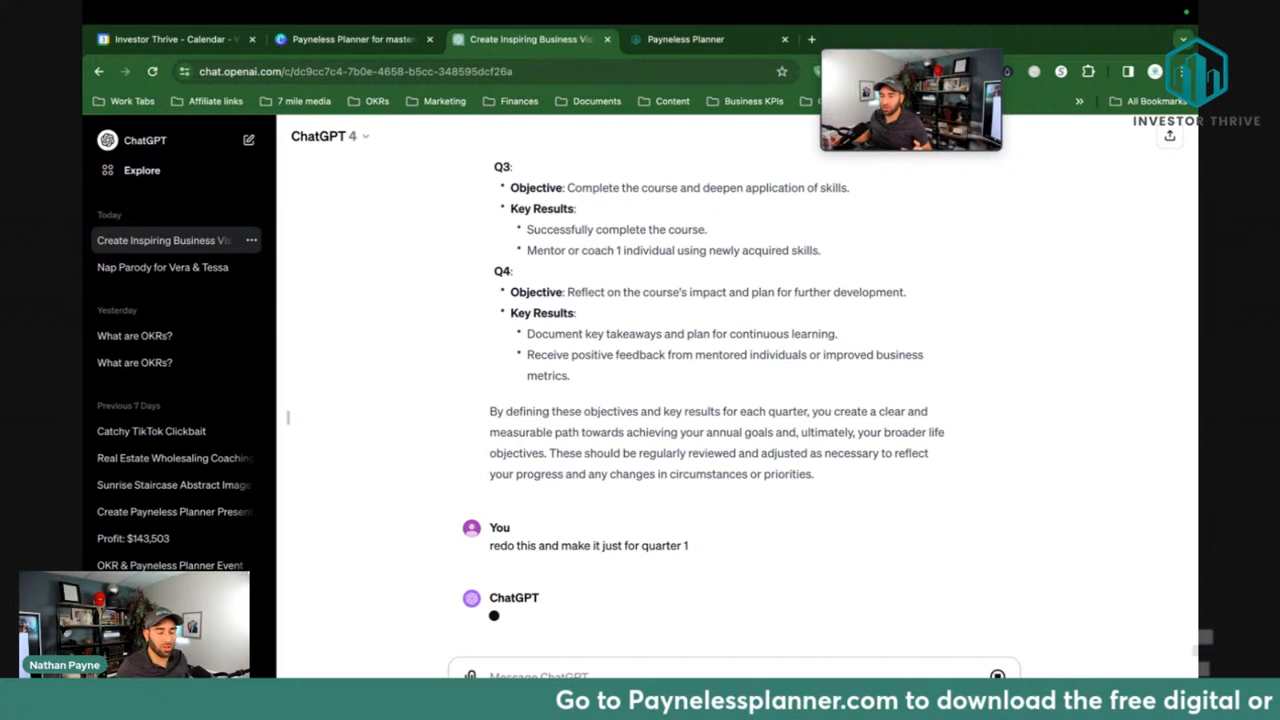 Investor Thrive - Calendar -
Payneless Planner for master
Create Inspiring Business Vis
Payneless Planner
chat.openai.com/c/dc9cc7c4-7b0e-4658-b5cc-348595dcf26a
Work Tabs
Affiliate links
7 mile media
OKRs
Marketing
Finances
Documents
Content
Business KPIs
All Bookmarks
INVESTOR THRIVE
ChatGPT
Explore
Today
Create Inspiring Business Vis
Nap Parody for Vera & Tessa
Yesterday
What are OKRs?
What are OKRs?
Previous 7 Days
Catchy TikTok Clickbait
Real Estate Wholesaling Coaching
Sunrise Staircase Abstract Image
Create Payneless Planner Present
Profit: $143,503
OKR & Payneless Planner Event
ChatGPT 4
Q3:
Objective: Complete the course and deepen application of skills.
Key Results:
Successfully complete the course.
Mentor or coach 1 individual using newly acquired skills.
Q4:
Objective: Reflect on the course's impact and plan for further development.
Key Results:
Document key takeaways and plan for continuous learning.
Receive positive feedback from mentored individuals or improved business
metrics.
By defining these objectives and key results for each quarter, you create a clear and
measurable path towards achieving your annual goals and, ultimately, your broader life
objectives. These should be regularly reviewed and adjusted as necessary to reflect
your progress and any changes in circumstances or priorities.
You
redo this and make it just for quarter 1
ChatGPT
Message ChatGPT
Nathan Payne
Go to Paynelessplanner.com to download the free digital or